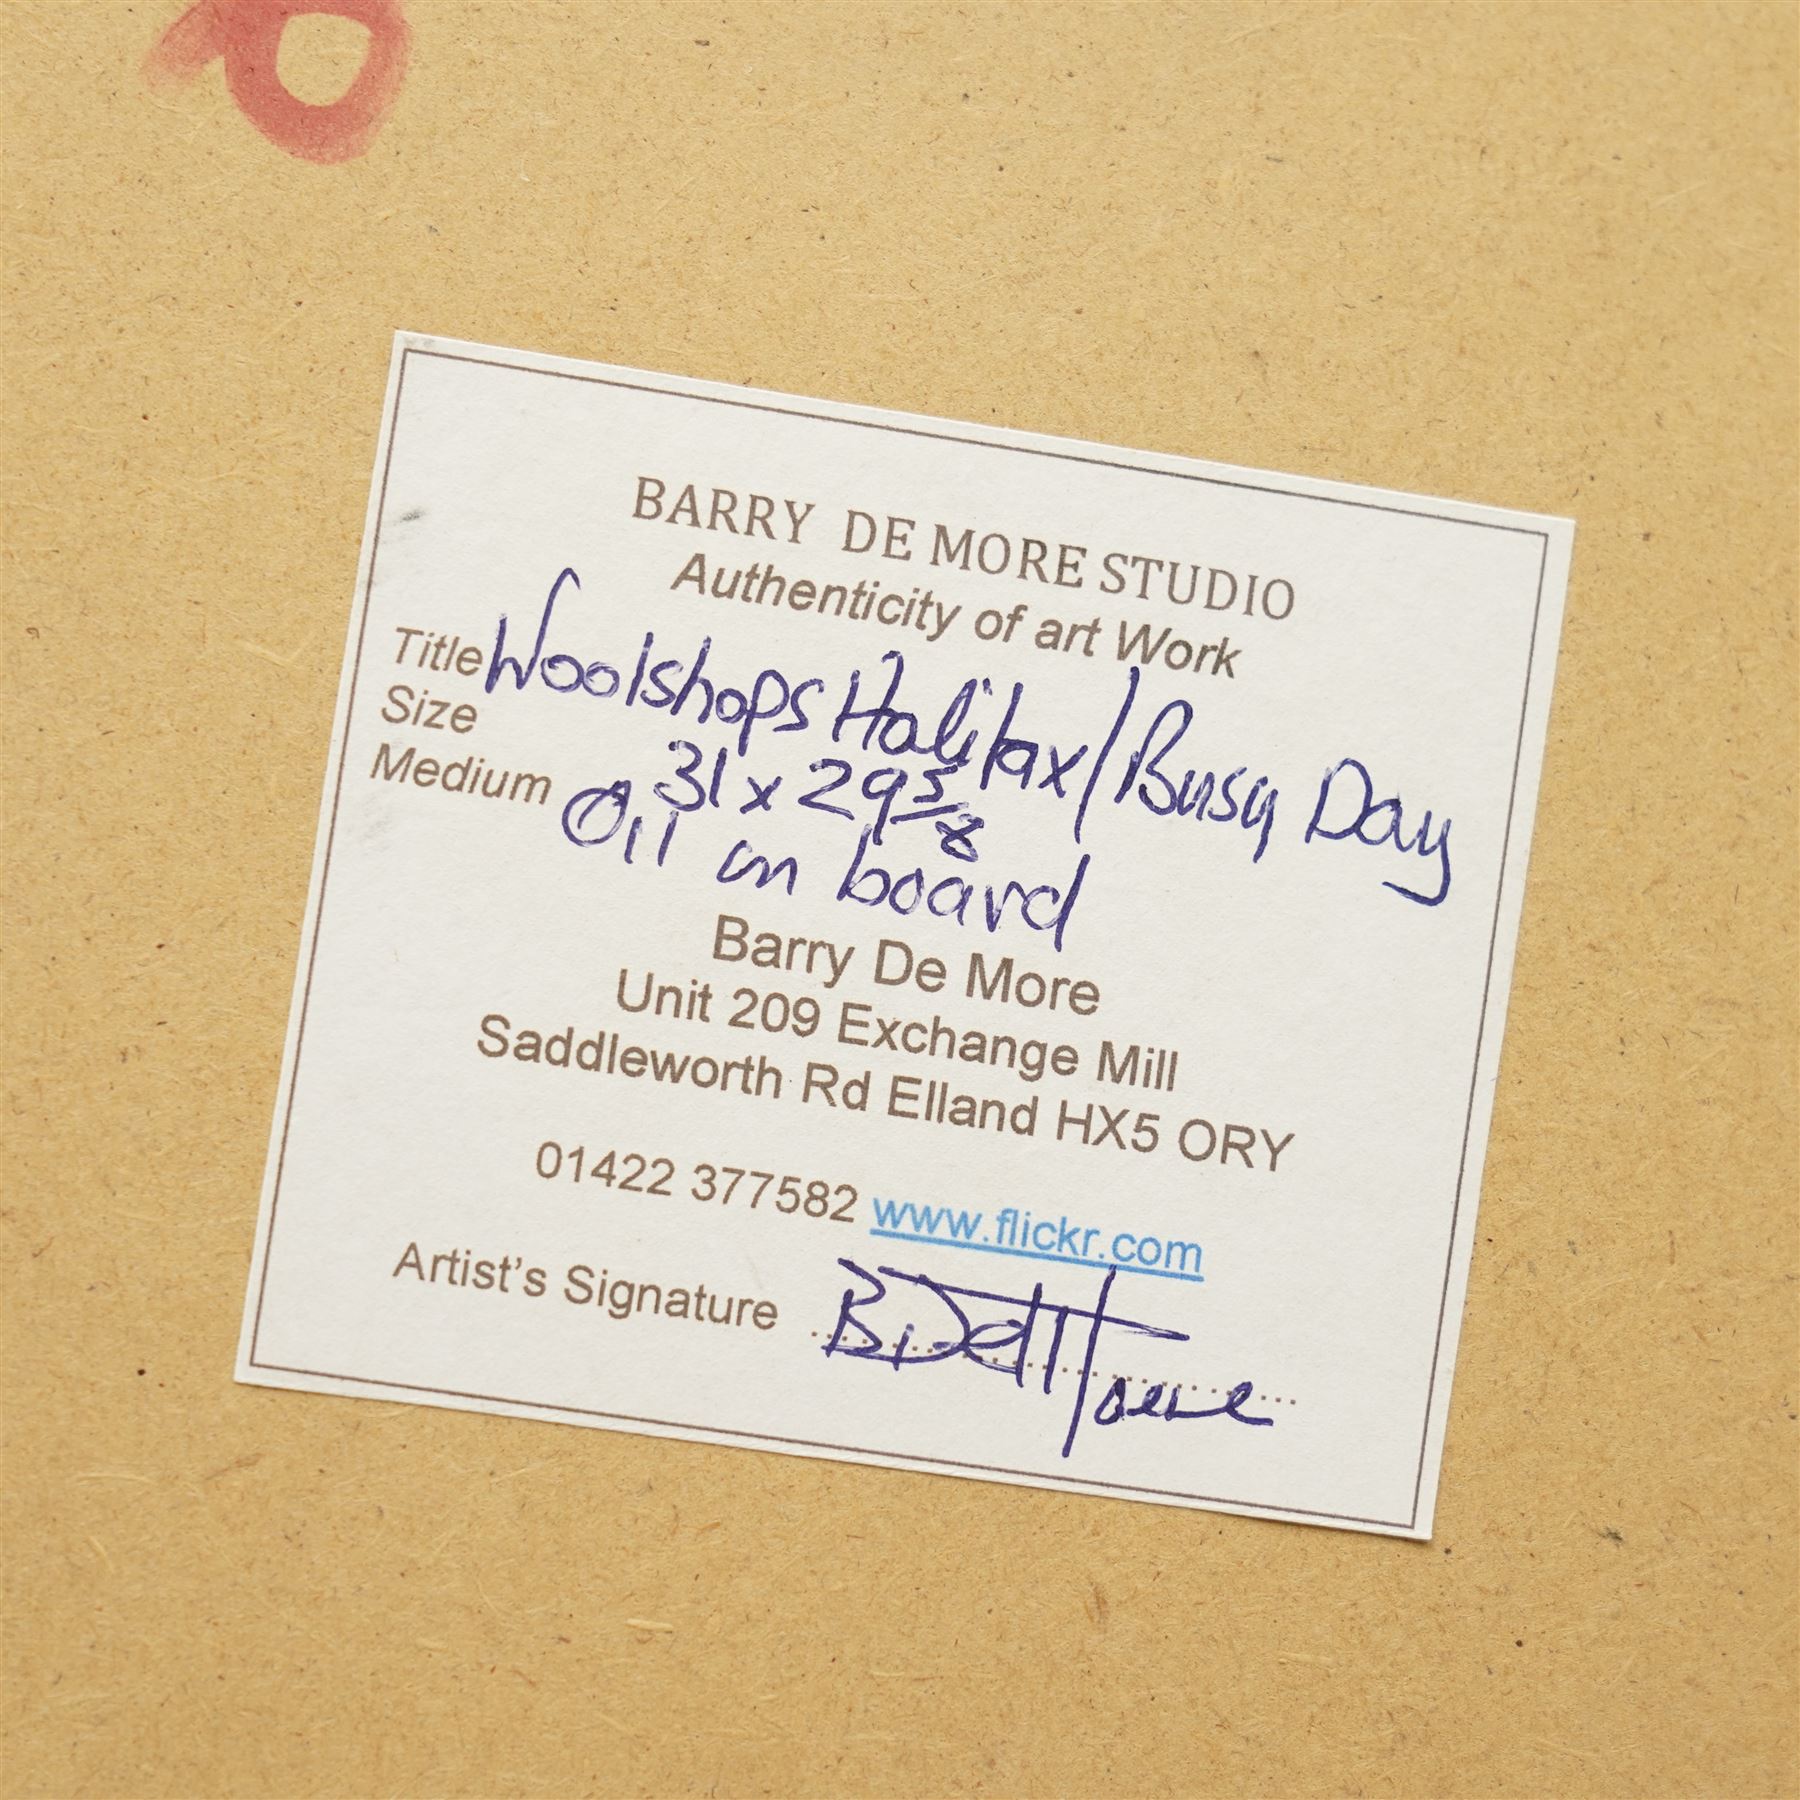 BARRY DE MORE STUDIO
Authenticity of art Work
Title Woolshops Halifax/Busy Day
Size 31 x 29 5/8
Medium Oil on board
Barry De More
Unit 209 Exchange Mill
Saddleworth Rd Elland HX5 ORY
01422 377582 www.flickr.com
Artist's Signature B. De More